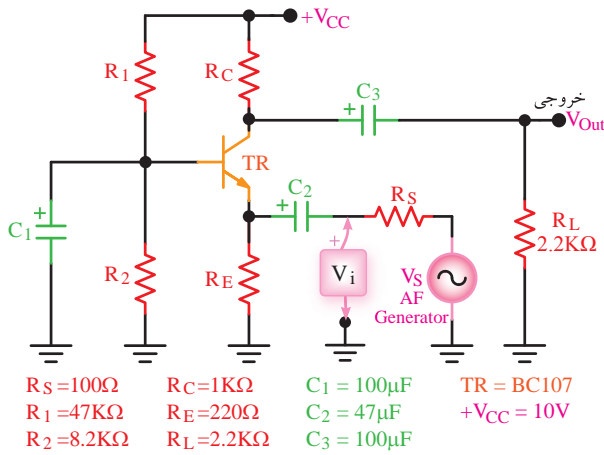 +VCC
R1
RC
C3
+
خروجی
VOut
TR
+
C1
C2
+
RS
R2
RE
+
Vi
VS
AF
Generator
RL
2.2KΩ
RS=100Ω
R1=47KΩ
R2=8.2KΩ
RC=1KΩ
RE=220Ω
RL=2.2KΩ
C1 = 100µF
C2 = 47µF
C3 = 100µF
TR = BC107
+VCC = 10V